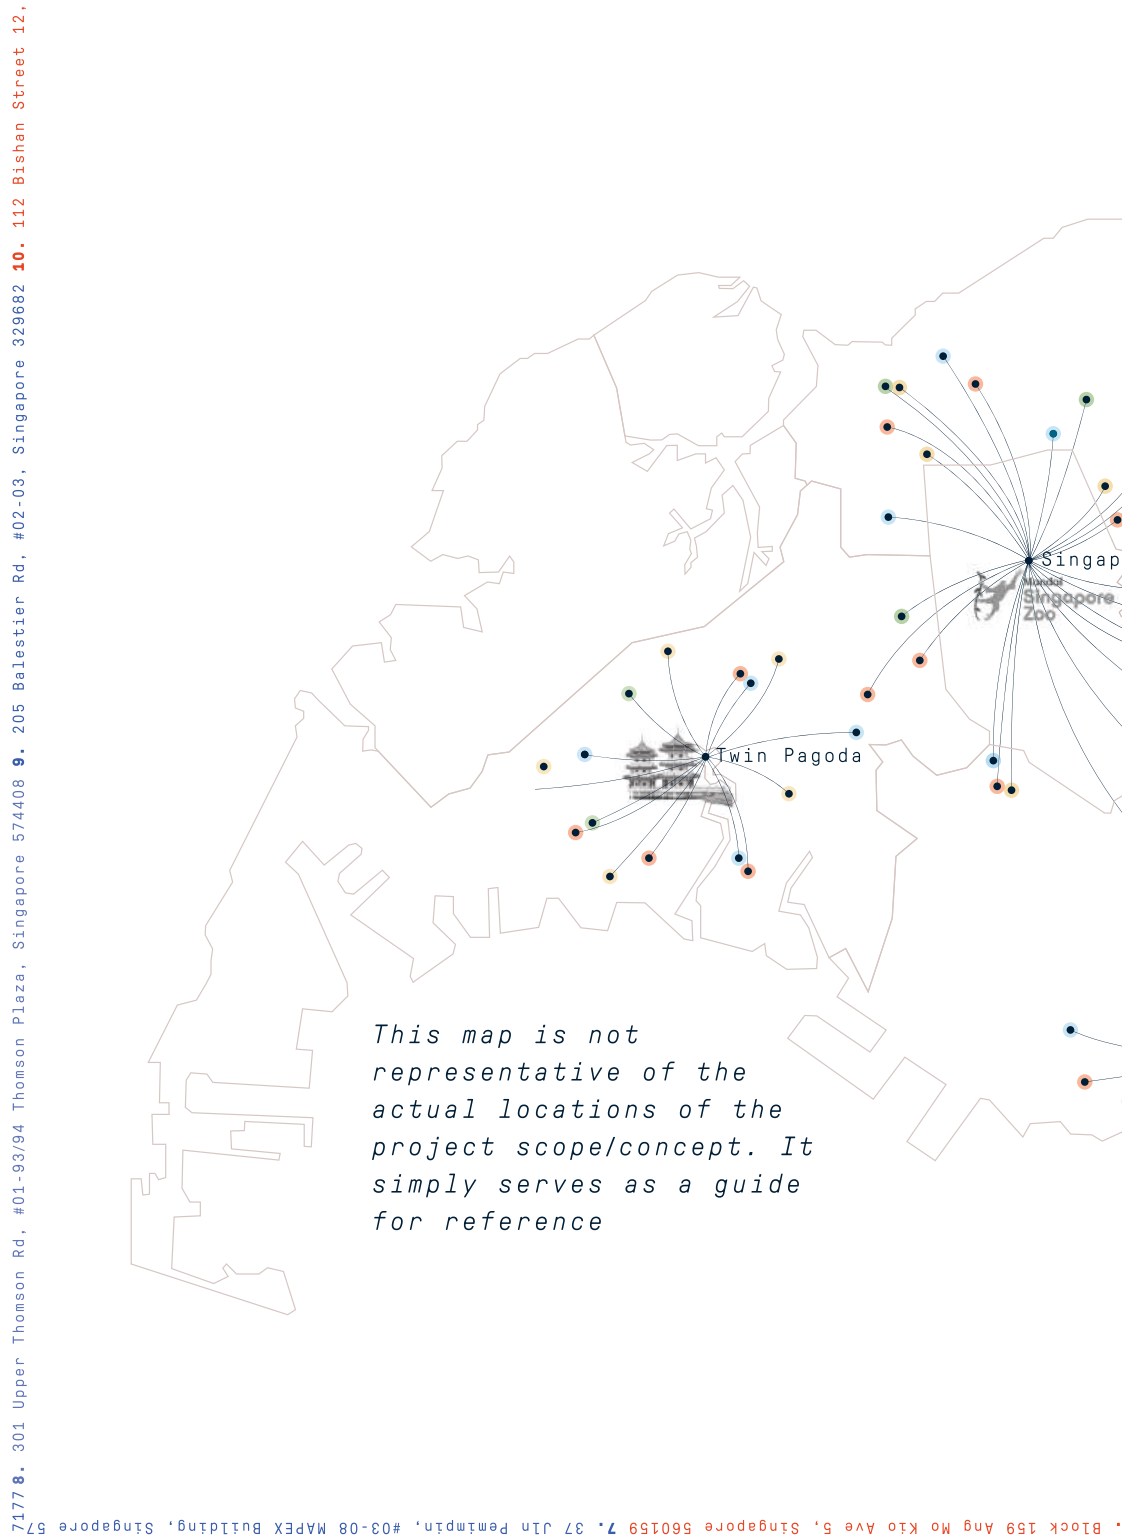 7177 8. 301 Upper Thomson Rd, #01-93/94 Thomson Plaza, Singapore 574408 9. 205 Balestier Rd, #02-03, Singapore 329682 10. 112 Bishan Street 12,
Singap
Mandai
Singapore
Zoo
Twin Pagoda
This map is not
representative of the
actual locations of the
project scope/concept. It
simply serves as a guide
for reference
. Block 159 Ang Mo Kio Ave 5, Singapore 560159 7. 37 Jln Pemimpin, #03-08 MAPEX Building, Singapore 57